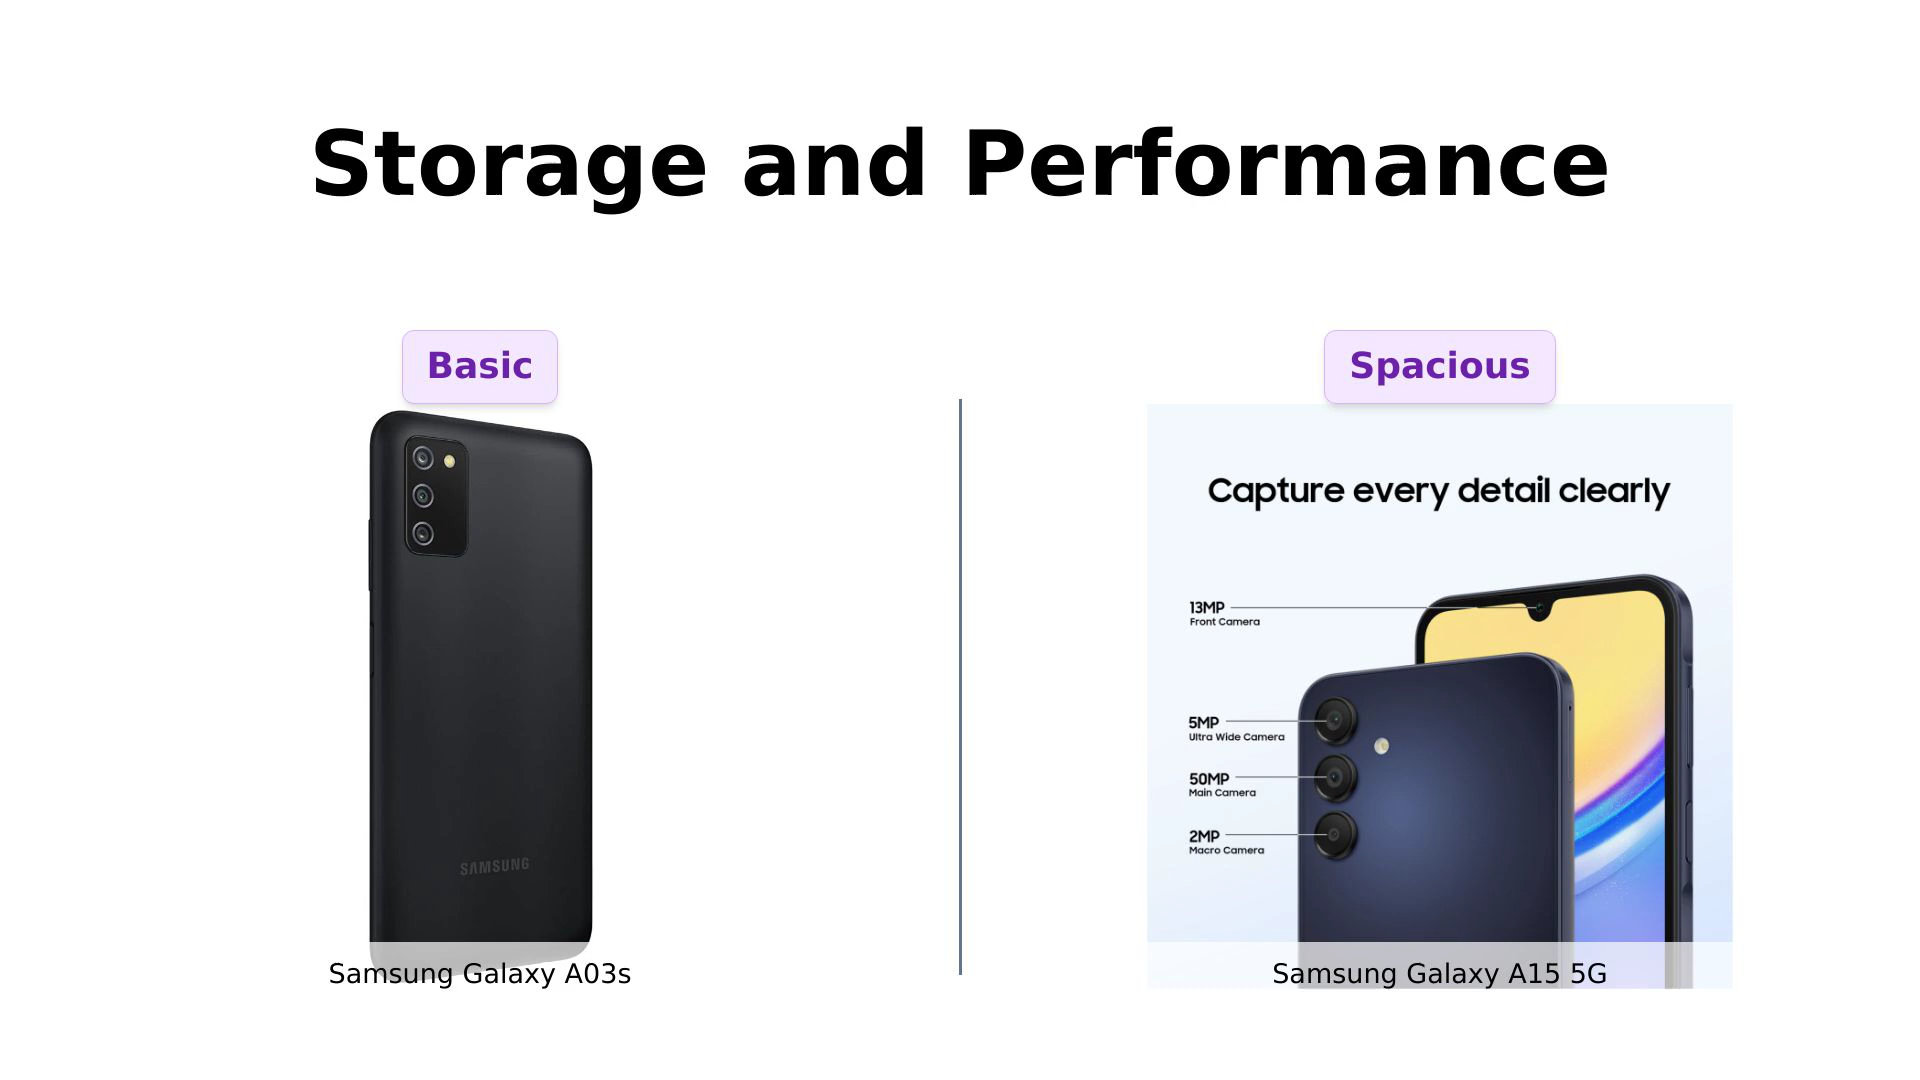 Storage and Performance
Basic
SAMSUNG
Samsung Galaxy A03s
Spacious
Capture every detail clearly
13MP
Front Camera
5MP
Ultra Wide Camera
50MP
Main Camera
2MP
Macro Camera
Samsung Galaxy A15 5G